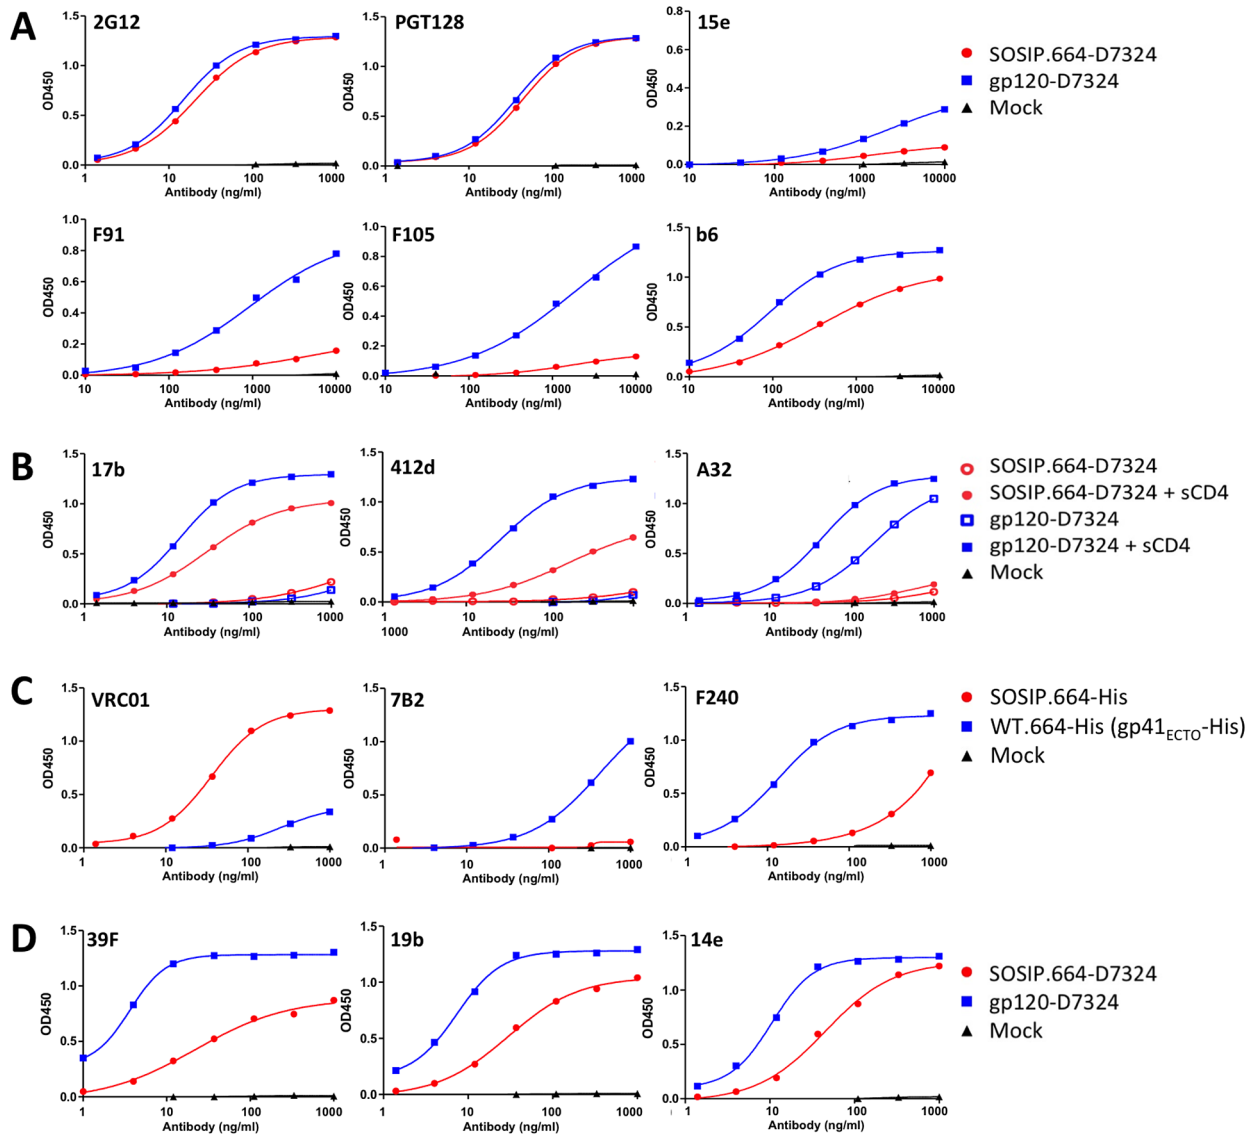 A
2G12
PGT128
15e
1.5
1.0
0.5
0.0
OD450
1
10
100
1000
Antibody (ng/ml)
1.5
1.0
0.5
0.0
OD450
1
10
100
1000
Antibody (ng/ml)
0.8
0.6
0.4
0.2
0.0
OD450
10
100
1000
10000
Antibody (ng/ml)
SOSIP.664-D7324
gp120-D7324
Mock
F91
F105
b6
1.0
0.8
0.6
0.4
0.2
0.0
OD450
10
100
1000
10000
Antibody (ng/ml)
1.0
0.8
0.6
0.4
0.2
0.0
OD450
10
100
1000
10000
Antibody (ng/ml)
1.5
1.0
0.5
0.0
OD450
10
100
1000
10000
Antibody (ng/ml)
B
17b
412d
A32
1.5
1.0
0.5
0.0
OD450
1
10
100
1000
Antibody (ng/ml)
1.5
1.0
0.5
0.0
OD450
1
10
100
1000
Antibody (ng/ml)
1000
1.5
1.0
0.5
0.0
OD450
1
10
100
1000
Antibody (ng/ml)
SOSIP.664-D7324
SOSIP.664-D7324 + sCD4
gp120-D7324
gp120-D7324 + sCD4
Mock
C
VRC01
7B2
F240
1.5
1.0
0.5
0.0
OD450
1
10
100
1000
Antibody (ng/ml)
1.5
1.0
0.5
0.0
OD450
1
10
100
1000
Antibody (ng/ml)
1.5
1.0
0.5
0.0
OD450
1
10
100
1000
Antibody (ng/ml)
SOSIP.664-His
WT.664-His (gp41ECTO-His)
Mock
D
39F
19b
14e
1.5
1.0
0.5
0.0
OD450
1
10
100
1000
Antibody (ng/ml)
1.5
1.0
0.5
0.0
OD450
1
10
100
1000
Antibody (ng/ml)
1.5
1.0
0.5
0.0
OD450
1
10
100
1000
Antibody (ng/ml)
SOSIP.664-D7324
gp120-D7324
Mock